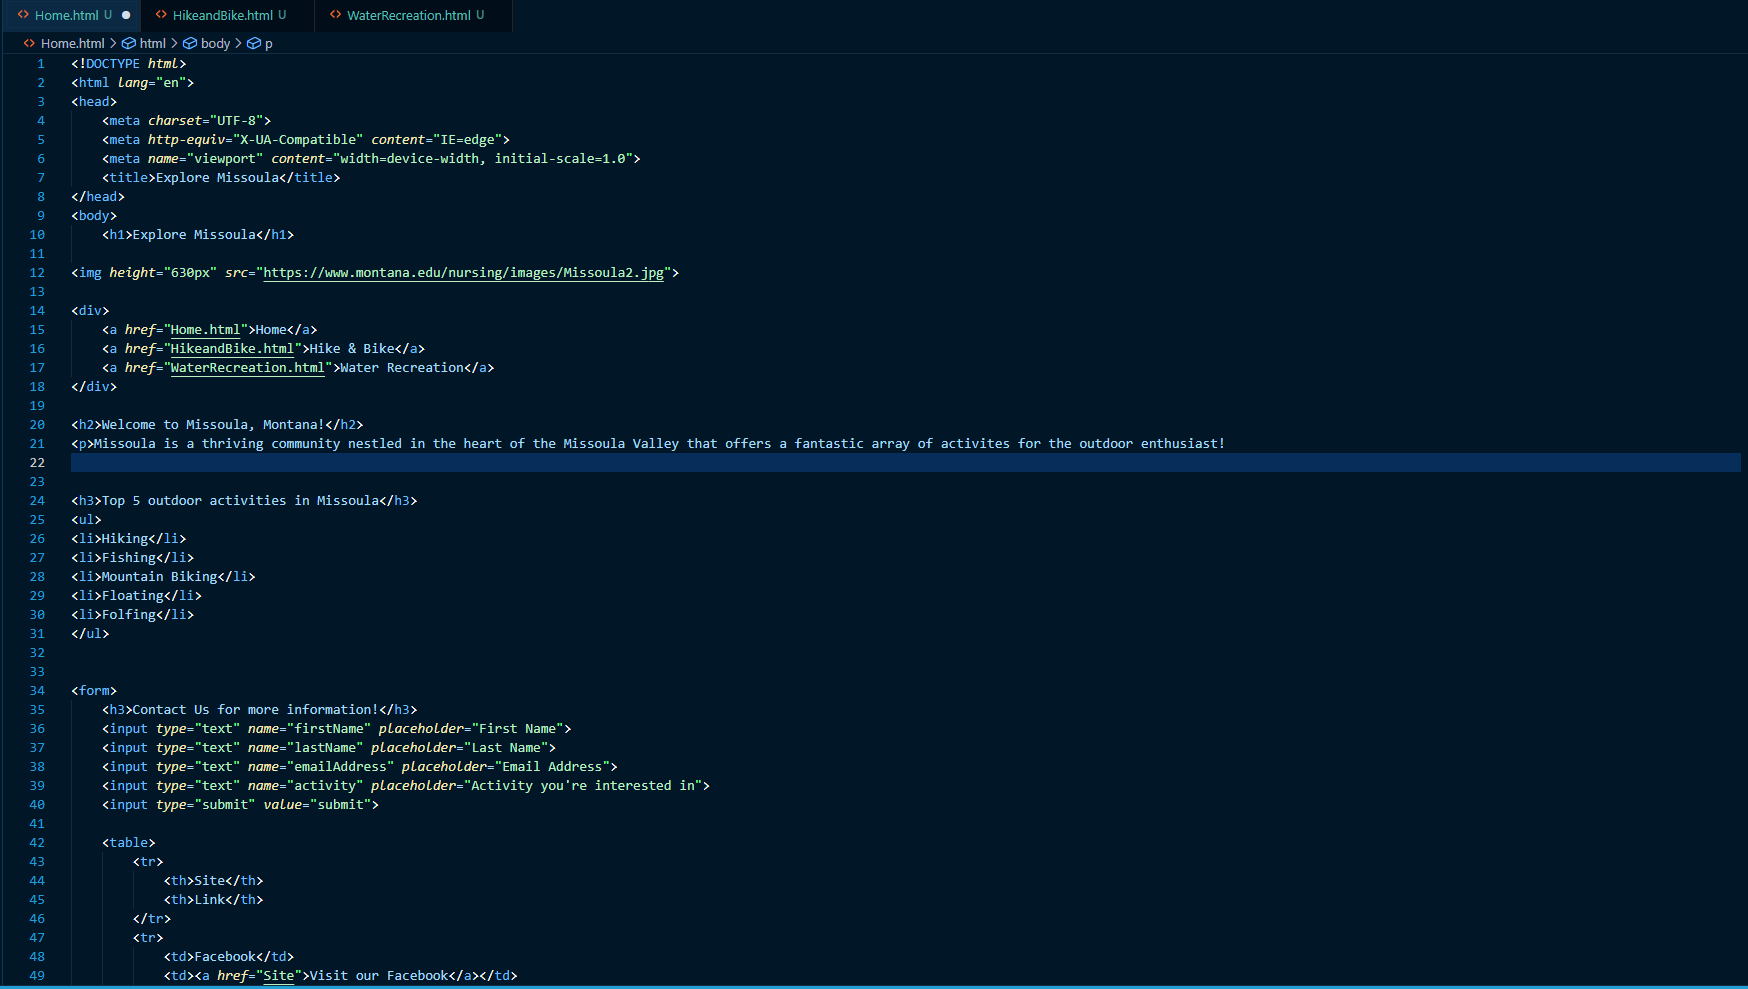 Home.html U HikeandBike.html U WaterRecreation.html U
Home.html > html > body > p
1 <!DOCTYPE html>
2 <html lang="en">
3 <head>
4 <meta charset="UTF-8">
5 <meta http-equiv="X-UA-Compatible" content="IE=edge">
6 <meta name="viewport" content="width=device-width, initial-scale=1.0">
7 <title>Explore Missoula</title>
8 </head>
9 <body>
10 <h1>Explore Missoula</h1>
11
12 <img height="630px" src="https://www.montana.edu/nursing/images/Missoula2.jpg">
13
14 <div>
15 <a href="Home.html">Home</a>
16 <a href="HikeandBike.html">Hike & Bike</a>
17 <a href="WaterRecreation.html">Water Recreation</a>
18 </div>
19
20 <h2>Welcome to Missoula, Montana!</h2>
21 <p>Missoula is a thriving community nestled in the heart of the Missoula Valley that offers a fantastic array of activites for the outdoor enthusiast!
22
23
24 <h3>Top 5 outdoor activities in Missoula</h3>
25 <ul>
26 <li>Hiking</li>
27 <li>Fishing</li>
28 <li>Mountain Biking</li>
29 <li>Floating</li>
30 <li>Folfing</li>
31 </ul>
32
33
34 <form>
35 <h3>Contact Us for more information!</h3>
36 <input type="text" name="firstName" placeholder="First Name">
37 <input type="text" name="lastName" placeholder="Last Name">
38 <input type="text" name="emailAddress" placeholder="Email Address">
39 <input type="text" name="activity" placeholder="Activity you're interested in">
40 <input type="submit" value="submit">
41
42 <table>
43 <tr>
44 <th>Site</th>
45 <th>Link</th>
46 </tr>
47 <tr>
48 <td>Facebook</td>
49 <td><a href="Site">Visit our Facebook</a></td>